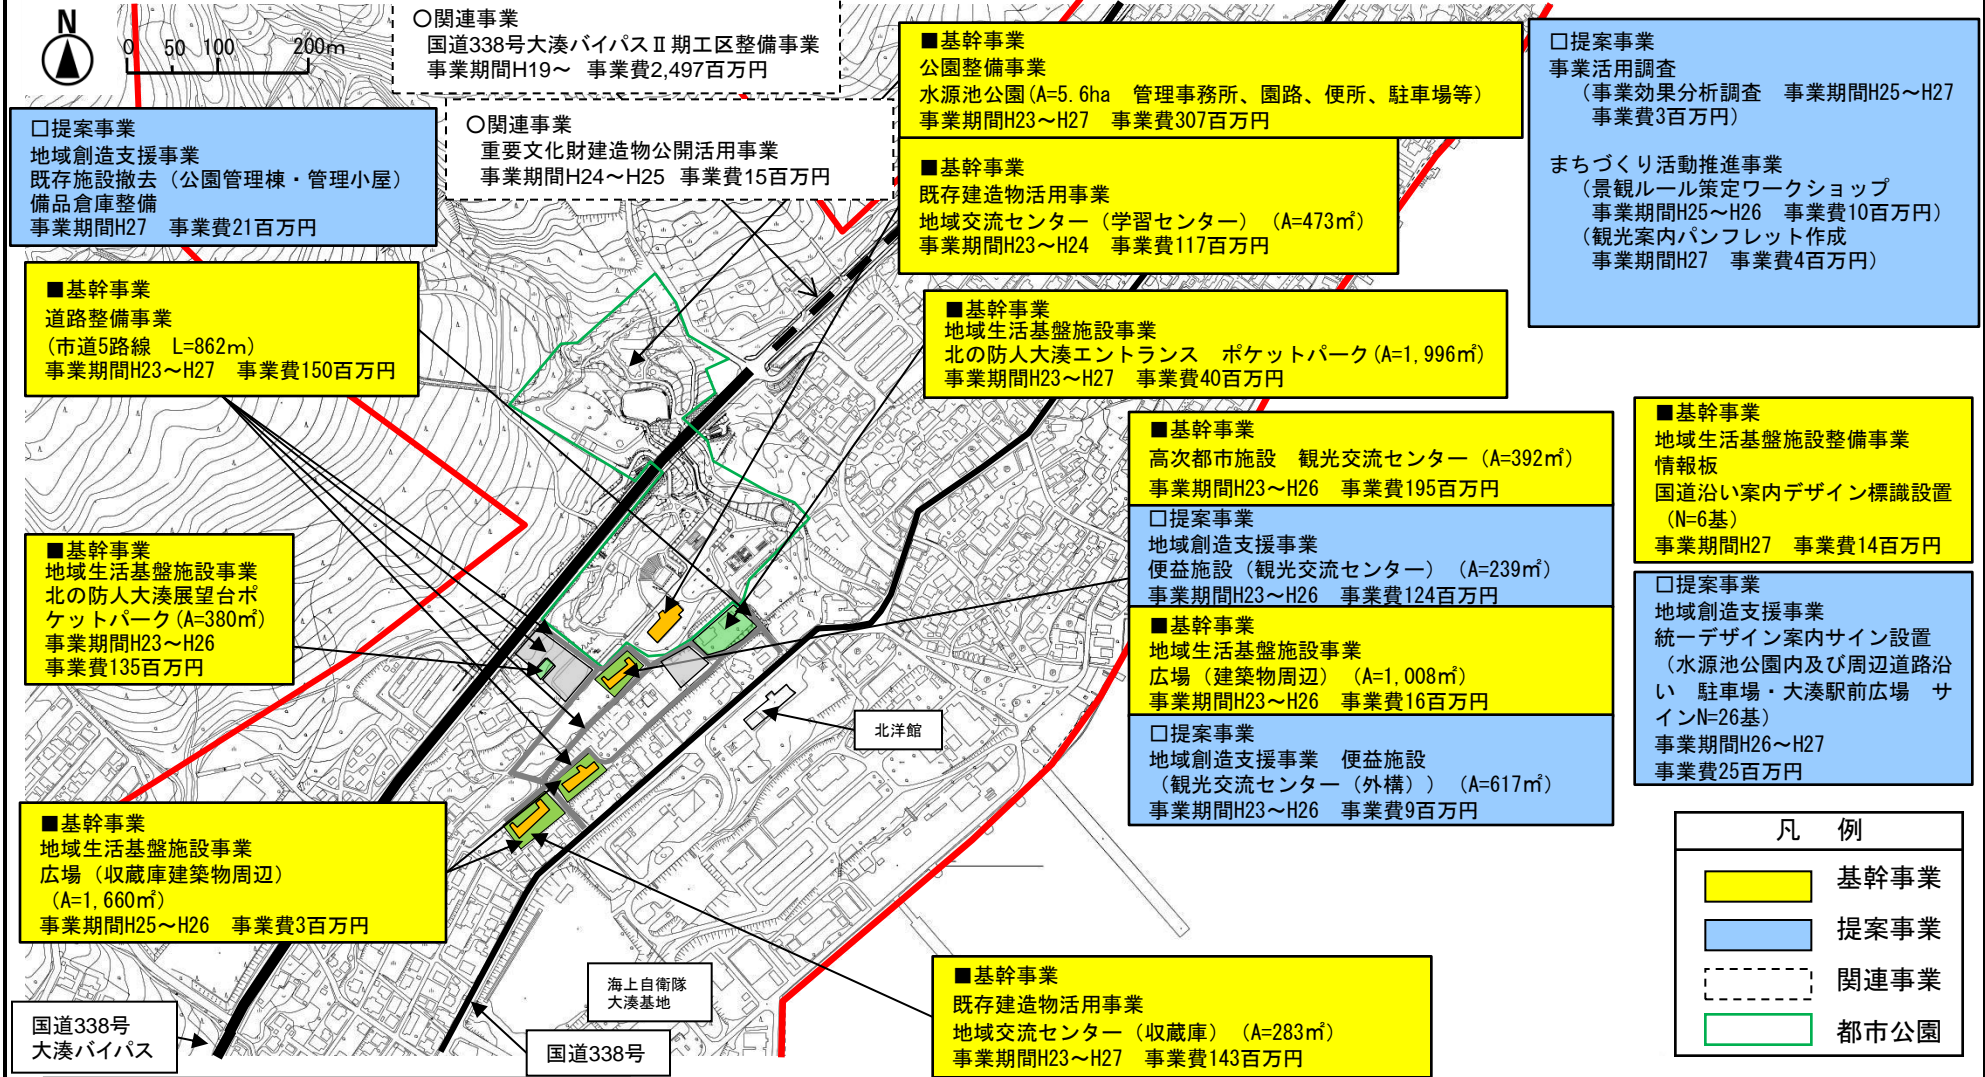 N
0 50 100 200m
〇関連事業
国道338号大湊バイパスⅡ期工区整備事業
事業期間H19～ 事業費2,497百万円
〇関連事業
重要文化財建造物公開活用事業
事業期間H24～H25 事業費15百万円
■基幹事業
公園整備事業
水源池公園(A=5.6ha 管理事務所、園路、便所、駐車場等)
事業期間H23～H27 事業費307百万円
■基幹事業
既存建造物活用事業
地域交流センター（学習センター）（A=473㎡）
事業期間H23～H24 事業費117百万円
□提案事業
事業活用調査
（事業効果分析調査 事業期間H25～H27
事業費3百万円）
まちづくり活動推進事業
（景観ルール策定ワークショップ
事業期間H25～H26 事業費10百万円）
（観光案内パンフレット作成
事業期間H27 事業費4百万円）
□提案事業
地域創造支援事業
既存施設撤去（公園管理棟・管理小屋）
備品倉庫整備
事業期間H27 事業費21百万円
■基幹事業
道路整備事業
（市道5路線 L=862m）
事業期間H23～H27 事業費150百万円
■基幹事業
地域生活基盤施設事業
北の防人大湊エントランス ポケットパーク(A=1,996㎡)
事業期間H23～H27 事業費40百万円
■基幹事業
高次都市施設 観光交流センター（A=392㎡）
事業期間H23～H26 事業費195百万円
□提案事業
地域創造支援事業
便益施設（観光交流センター）（A=239㎡）
事業期間H23～H26 事業費124百万円
■基幹事業
地域生活基盤施設事業
広場（建築物周辺）（A=1,008㎡）
事業期間H23～H26 事業費16百万円
□提案事業
地域創造支援事業 便益施設
（観光交流センター（外構））（A=617㎡）
事業期間H23～H26 事業費9百万円
■基幹事業
地域生活基盤施設整備事業
情報板
国道沿い案内デザイン標識設置
（N=6基）
事業期間H27 事業費14百万円
□提案事業
地域創造支援事業
統一デザイン案内サイン設置
（水源池公園内及び周辺道路沿
い 駐車場・大湊駅前広場 サ
インN=26基）
事業期間H26～H27
事業費25百万円
■基幹事業
地域生活基盤施設事業
北の防人大湊展望台ポ
ケットパーク(A=380㎡)
事業期間H23～H26
事業費135百万円
北洋館
■基幹事業
地域生活基盤施設事業
広場（収蔵庫建築物周辺）
（A=1,660㎡）
事業期間H25～H26 事業費3百万円
海上自衛隊
大湊基地
■基幹事業
既存建造物活用事業
地域交流センター（収蔵庫）（A=283㎡）
事業期間H23～H27 事業費143百万円
国道338号
大湊バイパス
国道338号
凡 例
基幹事業
提案事業
関連事業
都市公園